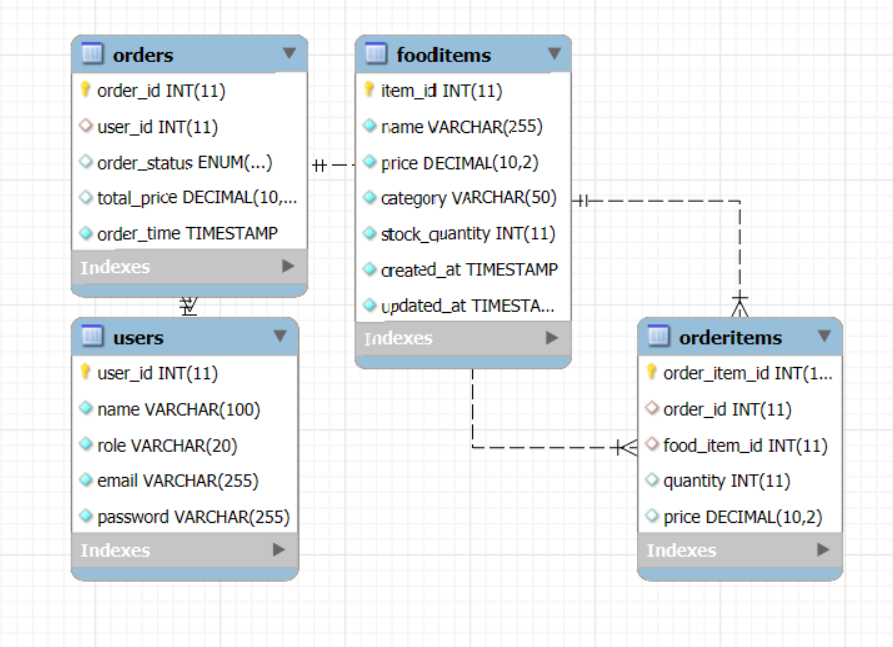 orders
order_id INT(11)
user_id INT(11)
order_status ENUM(...)
total_price DECIMAL(10,...
order_time TIMESTAMP
Indexes
fooditems
item_id INT(11)
name VARCHAR(255)
price DECIMAL(10,2)
category VARCHAR(50)
stock_quantity INT(11)
created_at TIMESTAMP
updated_at TIMESTA...
Indexes
users
user_id INT(11)
name VARCHAR(100)
role VARCHAR(20)
email VARCHAR(255)
password VARCHAR(255)
Indexes
orderitems
order_item_id INT(1...
order_id INT(11)
food_item_id INT(11)
quantity INT(11)
price DECIMAL(10,2)
Indexes